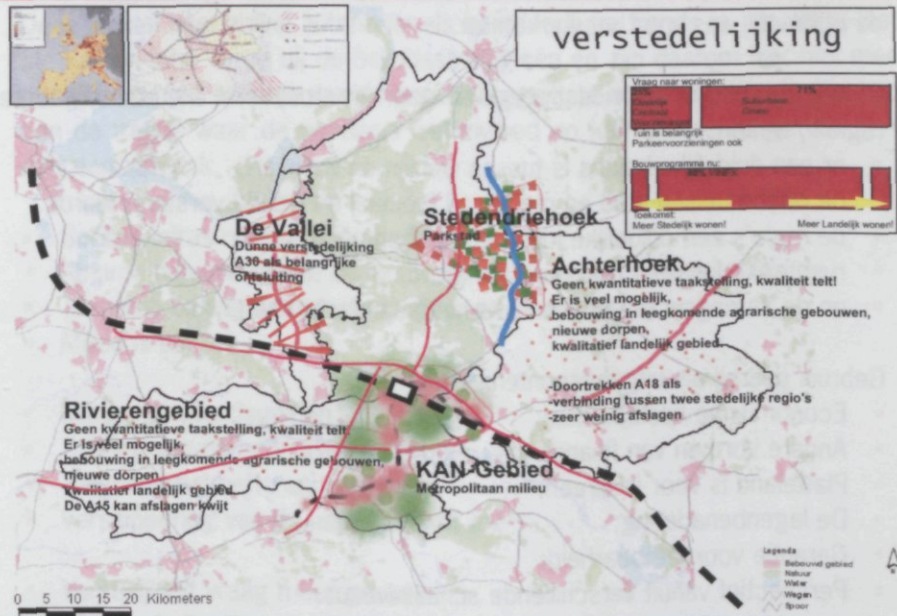 verstedelijking
Vraag naar woningen:
71%
Tuin is belangrijk
Parkeervoorzieningen ook
Bouwprogramma nu:
Toekomst:
Meer Stedelijk wonen!
Meer Landelijk wonen!
De Vallei
Dunne verstedelijking
A30 als belangrijke
ontsluiting
Stedendriehoek
Parkstad
Achterhoek
Geen kwantitatieve taakstelling, kwaliteit telt!
Er is veel mogelijk,
bebouwing in leegkomende agrarische gebouwen,
nieuwe dorpen,
kwalitatief landelijk gebied
-Doortrekken A18 als
-verbinding tussen twee stedelijke regio's
-zeer weinig afslagen
Rivierengebied
Geen kwantitatieve taakstelling, kwaliteit telt!
Er is veel mogelijk,
bebouwing in leegkomende agrarische gebouwen,
nieuwe dorpen
kwalitatief landelijk gebied
De A15 kan afslagen kwijt
KAN-Gebied
Metropolitaan milieu
Legenda
Bebouwd gebied
Natuur
Water
Wegen
Spoor
0 5 10 15 20 Kilometers